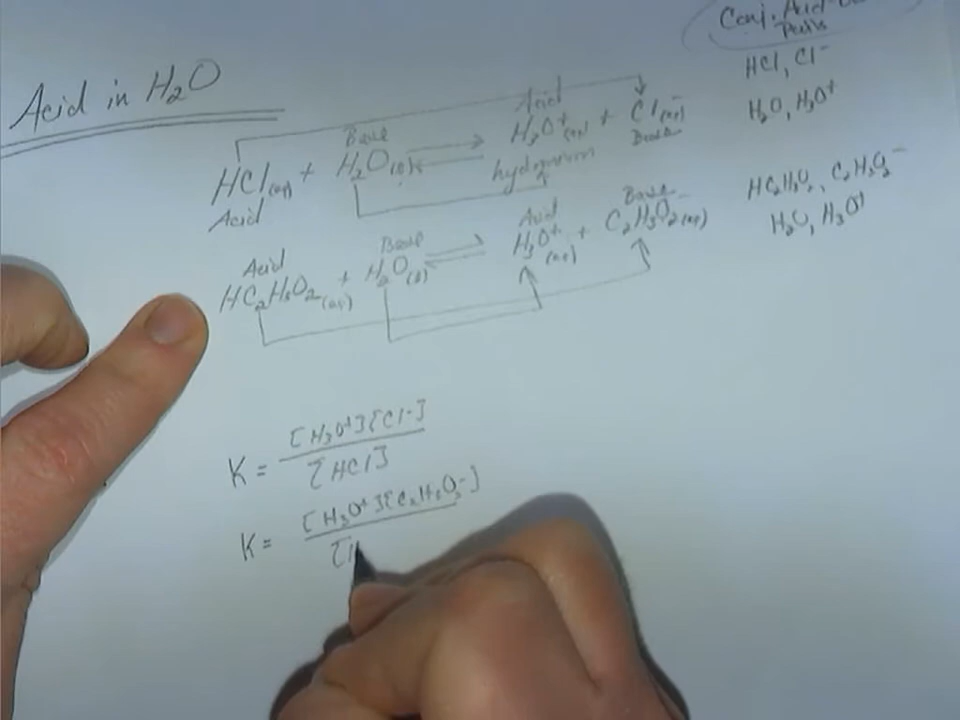 Conj. Acid
Pairs
HCl, Cl⁻
H₂O, H₃O⁺
Acid in H₂O
Base Acid
HCl(aq) + H₂O(l) ⇌ H₃O⁺(aq) + Cl⁻(aq)
Acid hydronium Base
HC₂H₃O₂, C₂H₃O₂⁻
H₂O, H₃O⁺
Acid Base Acid Base
HC₂H₃O₂(aq) + H₂O(l) ⇌ H₃O⁺(aq) + C₂H₃O₂⁻(aq)
K = [H₃O⁺][Cl⁻]
[HCl]
K = [H₃O⁺][C₂H₃O₂⁻]
[H